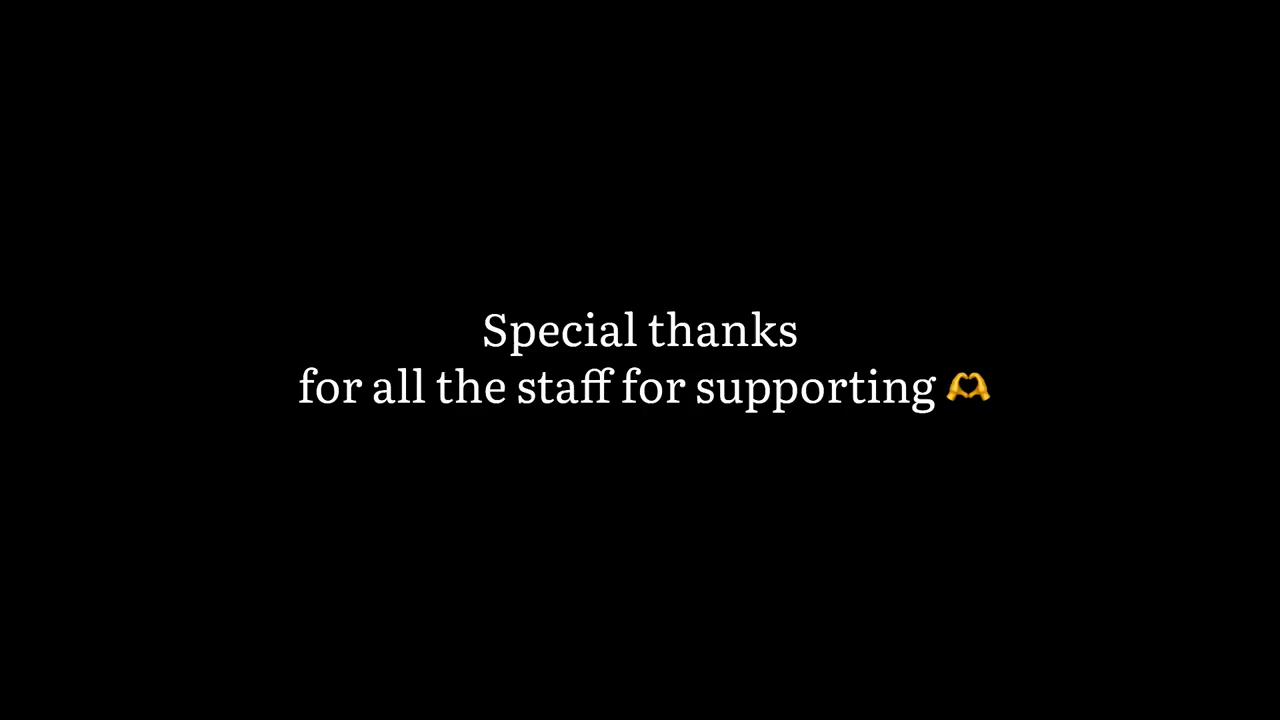 Special thanks
for all the staff for supporting 🫶